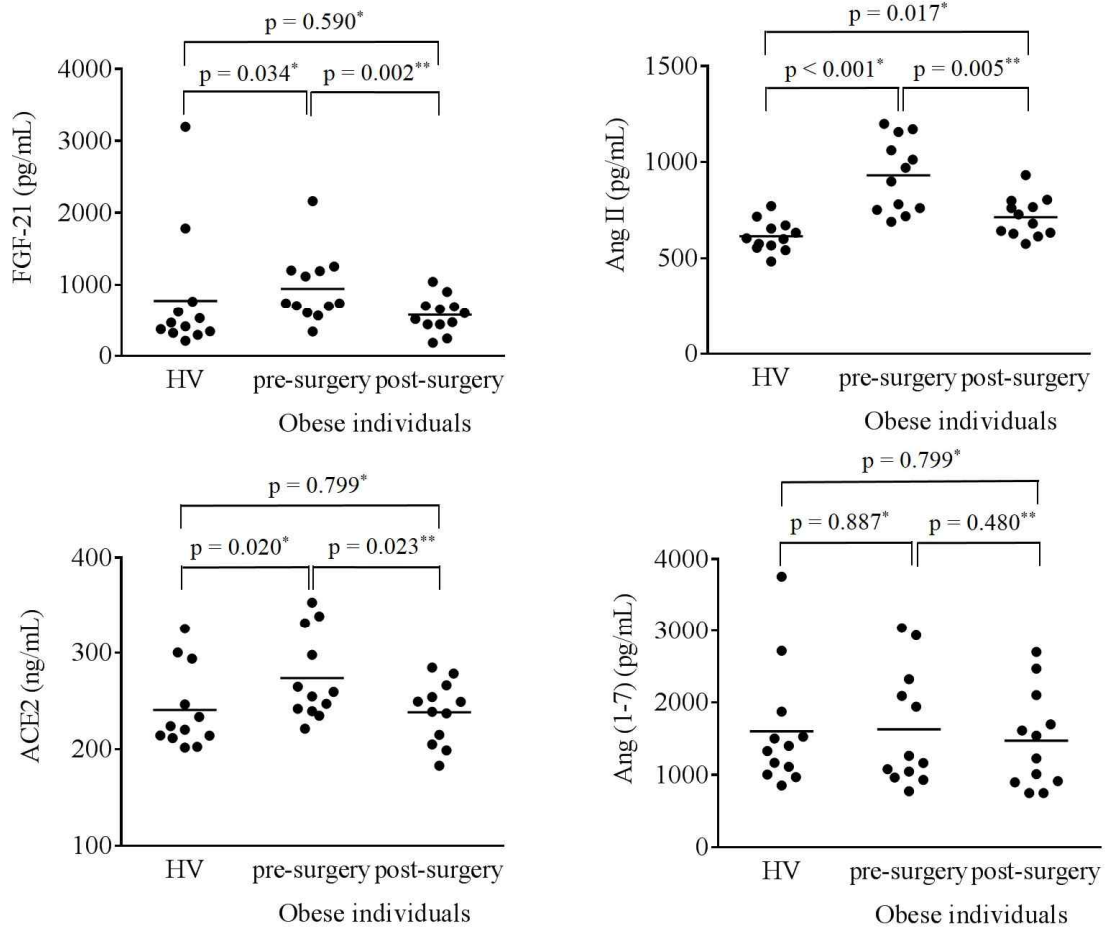 p = 0.590*
p = 0.034* p = 0.002**
FGF-21 (pg/mL)
4000
3000
2000
1000
0
HV pre-surgery post-surgery
Obese individuals
p = 0.017*
p < 0.001* p = 0.005**
Ang II (pg/mL)
1500
1000
500
0
HV pre-surgery post-surgery
Obese individuals
p = 0.799*
p = 0.020* p = 0.023**
ACE2 (ng/mL)
400
300
200
100
HV pre-surgery post-surgery
Obese individuals
p = 0.799*
p = 0.887* p = 0.480**
Ang (1-7) (pg/mL)
4000
3000
2000
1000
0
HV pre-surgery post-surgery
Obese individuals